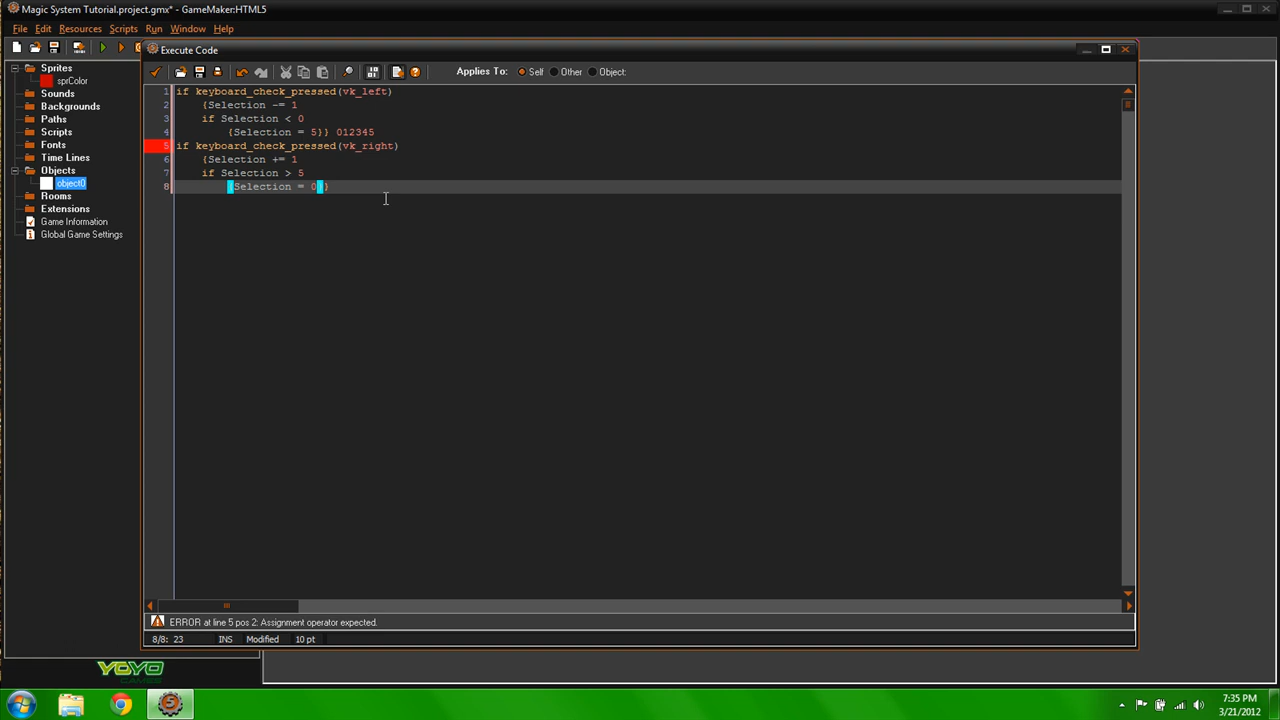 Magic System Tutorial.project.gmx* - GameMaker:HTML5
File Edit Resources Scripts Run Window Help
Execute Code
Applies To: Self Other Object:
Sprites
sprColor
Sounds
Backgrounds
Paths
Scripts
Fonts
Time Lines
Objects
object0
Rooms
Extensions
Game Information
Global Game Settings
1 if keyboard_check_pressed(vk_left)
2 {Selection -= 1
3 if Selection < 0
4 {Selection = 5}} 012345
5 if keyboard_check_pressed(vk_right)
6 {Selection += 1
7 if Selection > 5
8 {Selection = 0}}
ERROR at line 5 pos 2: Assignment operator expected.
8/8: 23 INS Modified 10 pt
YOYO
GAMES
7:35 PM
3/21/2012